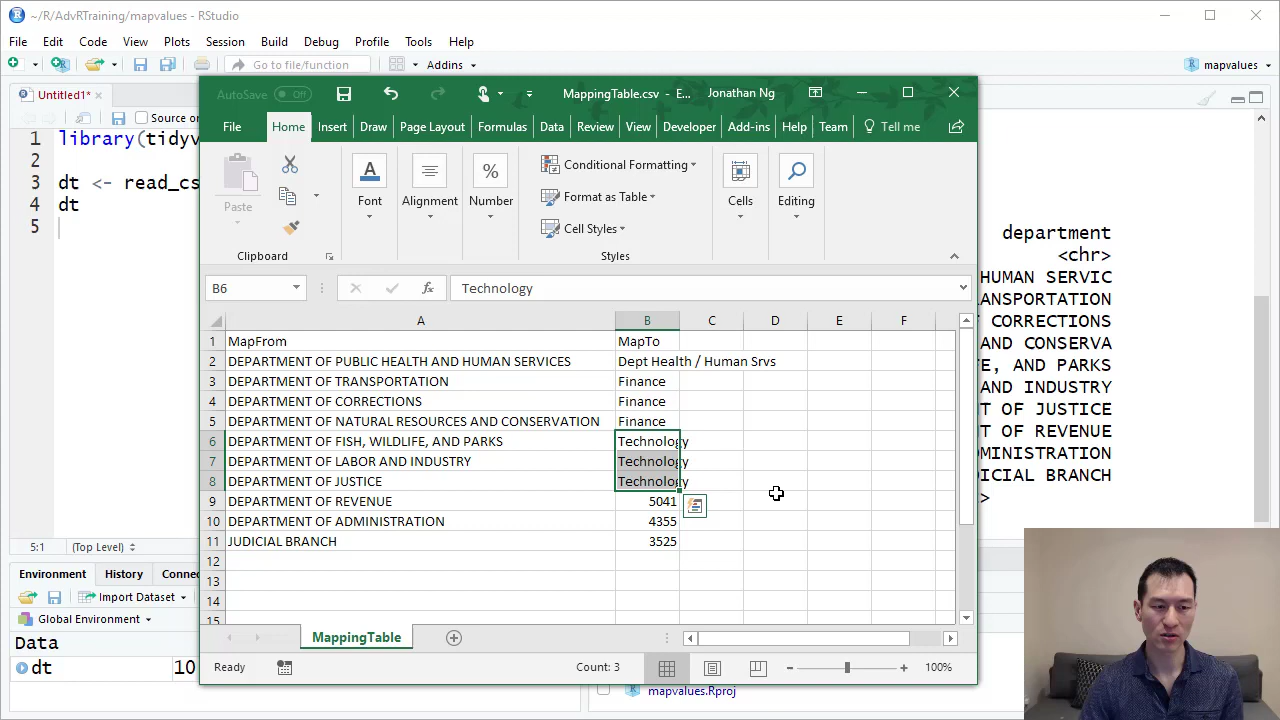 ~/R/AdvRTraining/mapvalues - RStudio
File Edit Code View Plots Session Build Debug Profile Tools Help
Go to file/function Addins mapvalues
Untitled1*
Source or
1 library(tidyv
2
3 dt <- read_cs
4 dt
5
AutoSave Off MappingTable.csv - E... Jonathan Ng
File Home Insert Draw Page Layout Formulas Data Review View Developer Add-ins Help Team Tell me
Paste Font Alignment Number Conditional Formatting Format as Table Cell Styles Cells Editing
Clipboard Styles
B6 Technology
A B C D E F
1 MapFrom MapTo
2 DEPARTMENT OF PUBLIC HEALTH AND HUMAN SERVICES Dept Health / Human Srvs
3 DEPARTMENT OF TRANSPORTATION Finance
4 DEPARTMENT OF CORRECTIONS Finance
5 DEPARTMENT OF NATURAL RESOURCES AND CONSERVATION Finance
6 DEPARTMENT OF FISH, WILDLIFE, AND PARKS Technology
7 DEPARTMENT OF LABOR AND INDUSTRY Technology
8 DEPARTMENT OF JUSTICE Technology
9 DEPARTMENT OF REVENUE 5041
10 DEPARTMENT OF ADMINISTRATION 4355
11 JUDICIAL BRANCH 3525
12
13
14
15
MappingTable
Ready Count: 3 100%
department
<chr>
HUMAN SERVIC
ANSPORTATION
CORRECTIONS
AND CONSERVA
E, AND PARKS
AND INDUSTRY
T OF JUSTICE
OF REVENUE
MINISTRATION
ICIAL BRANCH
>
5:1 (Top Level)
Environment History Connec
Import Dataset
Global Environment
Data
dt 10
mapvalues.Rproj